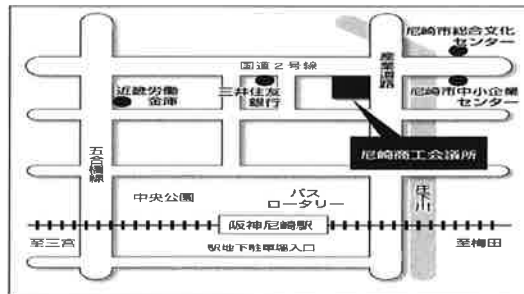 尼崎市総合文化
センター
国道2号線
産業道路
近畿労働
金庫
三井住友
銀行
尼崎市中小企業
センター
尼崎商工会議所
五合橋線
庄下川
中央公園
バス
ロータリー
阪神尼崎駅
至三宮
駅地下駐車場入口
至梅田